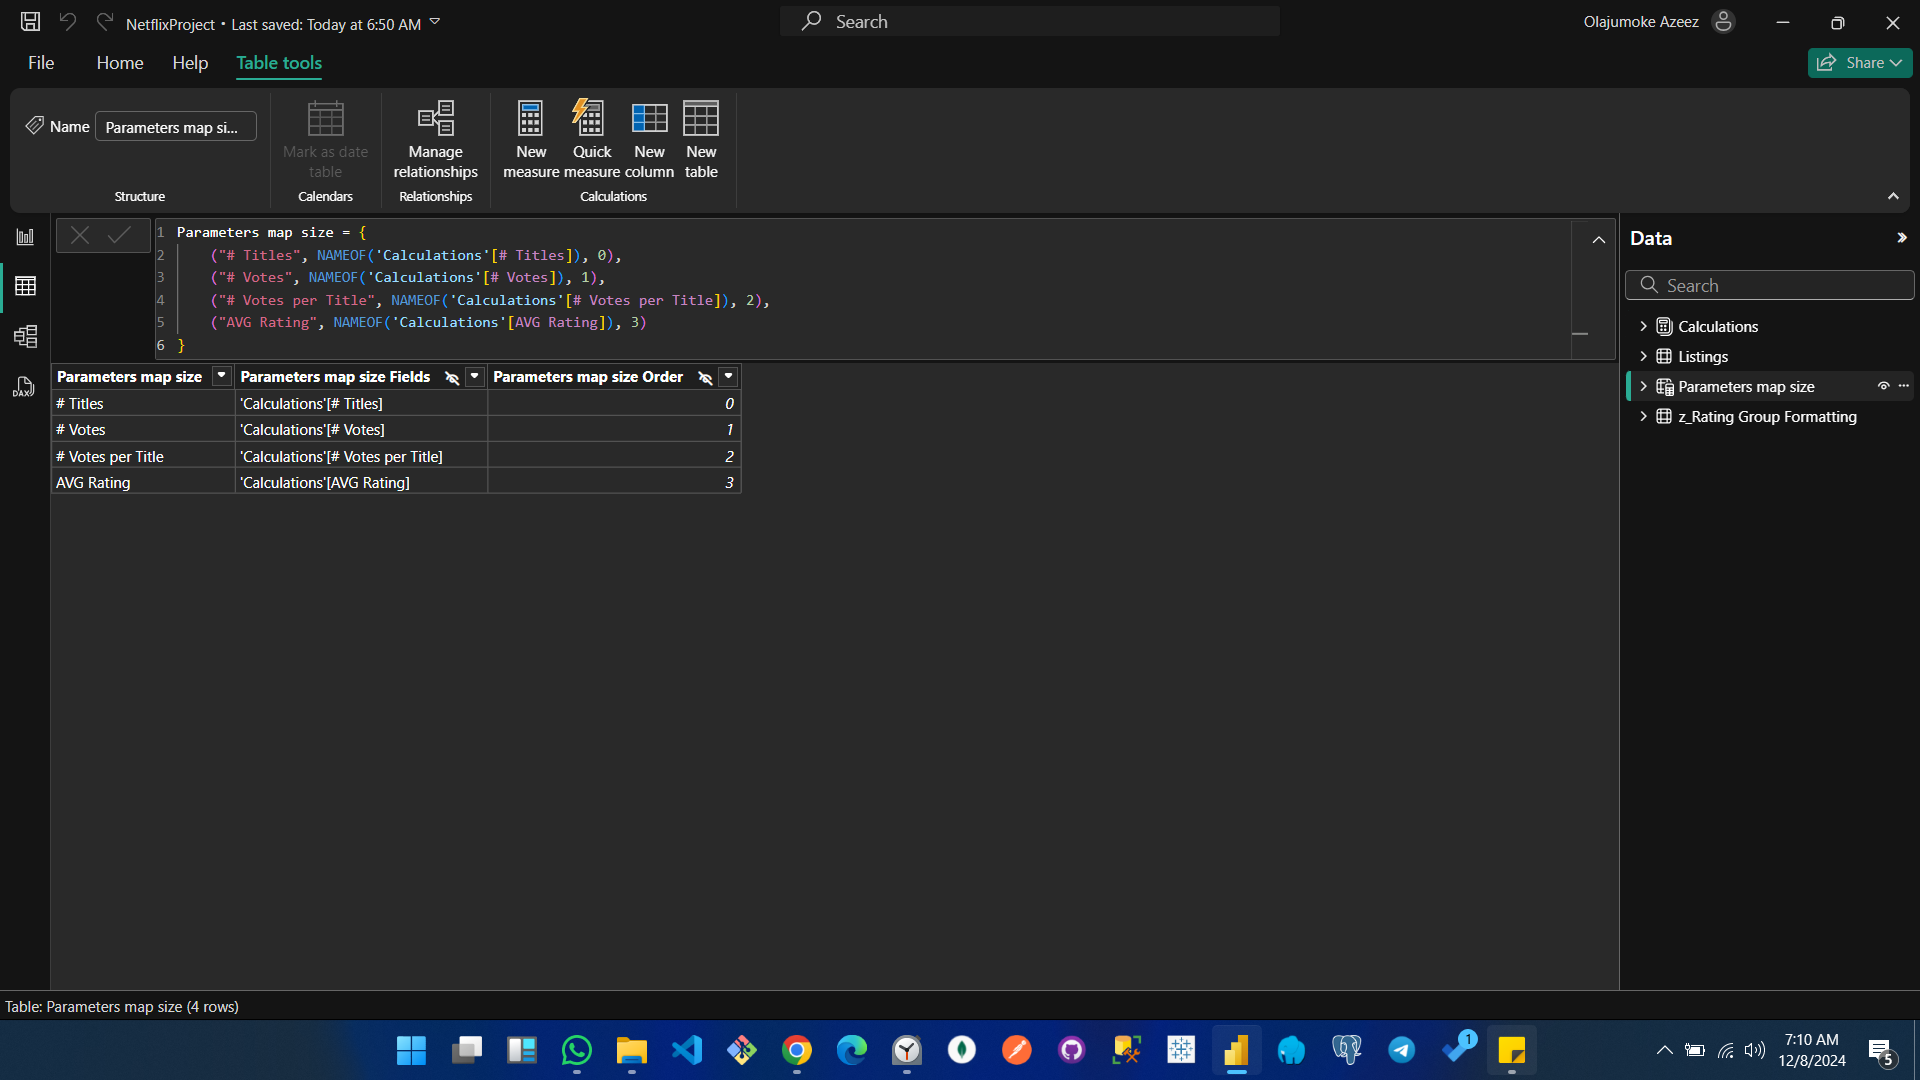 NetflixProject • Last saved: Today at 6:50 AM
Search
Olajumoke Azeez
File
Home
Help
Table tools
Share
Name
Parameters map si...
Structure
Mark as date
table
Calendars
Manage
relationships
Relationships
New
measure
Quick
measure
New
column
New
table
Calculations
1 Parameters map size = {
2 ("# Titles", NAMEOF('Calculations'[# Titles]), 0),
3 ("# Votes", NAMEOF('Calculations'[# Votes]), 1),
4 ("# Votes per Title", NAMEOF('Calculations'[# Votes per Title]), 2),
5 ("AVG Rating", NAMEOF('Calculations'[AVG Rating]), 3)
6 }
DAX
Parameters map size Parameters map size Fields Parameters map size Order
# Titles 'Calculations'[# Titles] 0
# Votes 'Calculations'[# Votes] 1
# Votes per Title 'Calculations'[# Votes per Title] 2
AVG Rating 'Calculations'[AVG Rating] 3
Data
Search
Calculations
Listings
Parameters map size
z_Rating Group Formatting
Table: Parameters map size (4 rows)
1
7:10 AM
12/8/2024
5